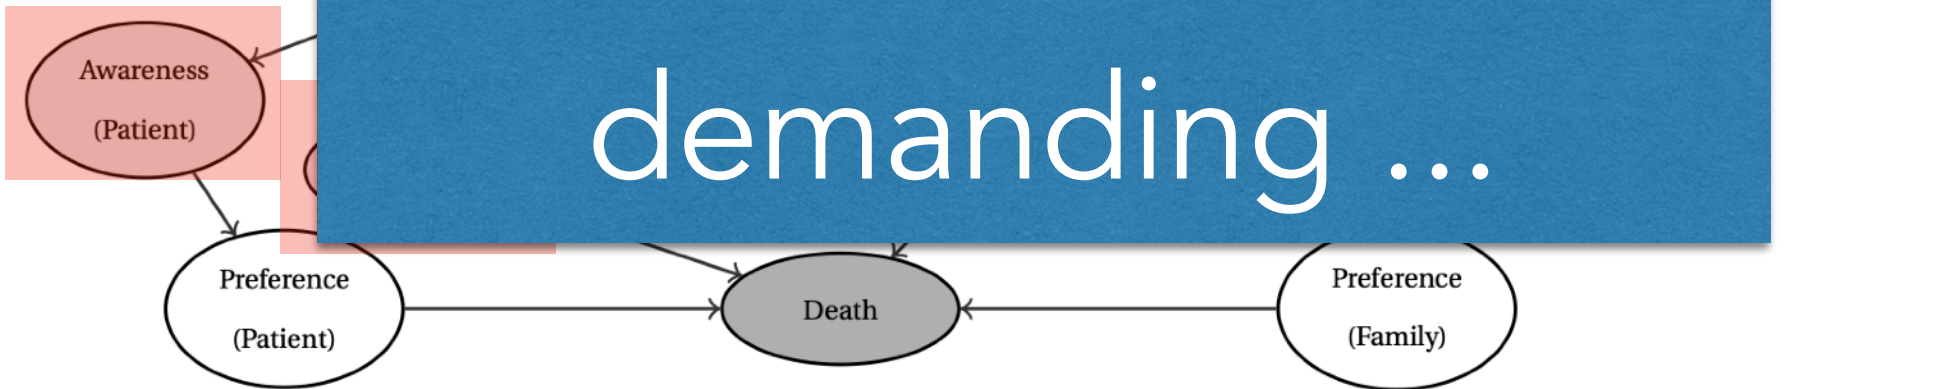 Awareness
(Patient)
demanding ...
Preference
(Patient)
Death
Preference
(Family)